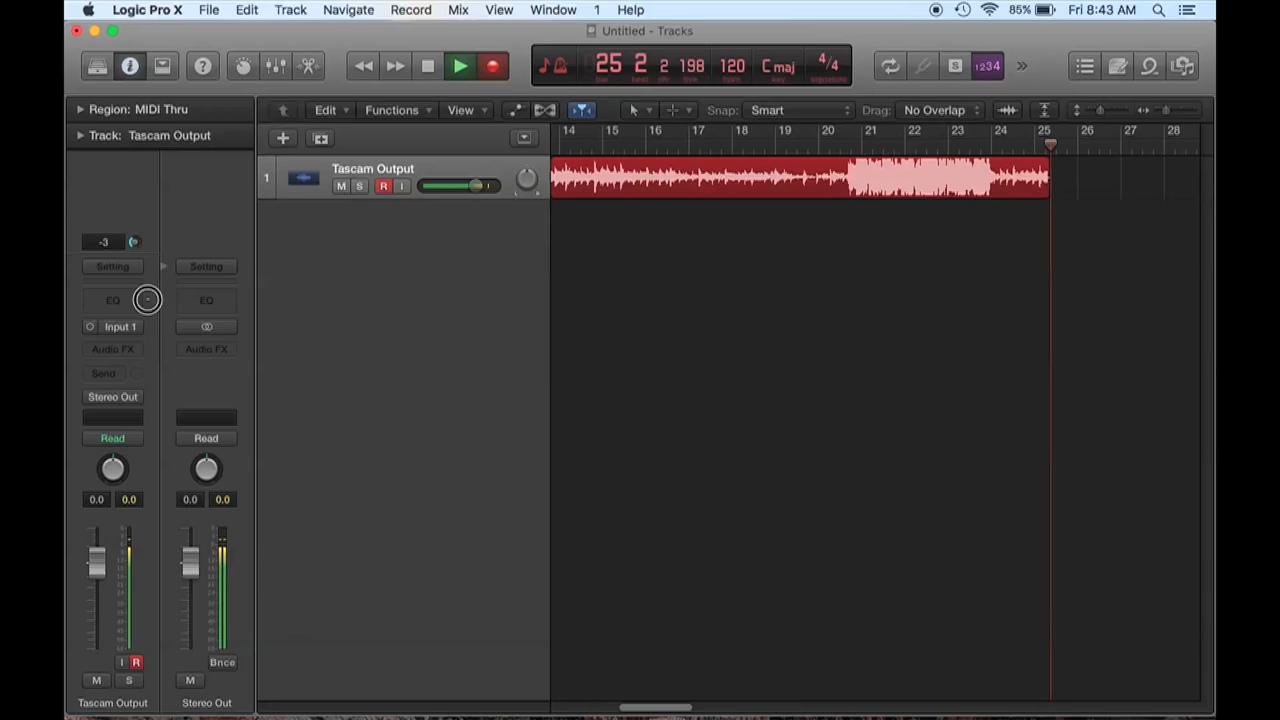 Logic Pro X File Edit Track Navigate Record Mix View Window 1 Help 85% Fri 8:43 AM
Untitled - Tracks
25 2 2 198 120 C maj 4/4
bar beat key
S 1234
Region: MIDI Thru
Edit Functions View Snap: Smart Drag: No Overlap
Track: Tascam Output
14 15 16 17 18 19 20 21 22 23 24 25 26 27 28
1 Tascam Output
M S R I
-3
Setting Setting
EQ EQ
Input 1
Audio FX Audio FX
Send
Stereo Out
Read Read
0.0 0.0 0.0 0.0
I R Bnce
M S M
Tascam Output Stereo Out